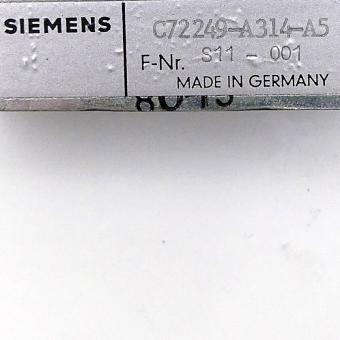 SIEMENS C72249-A314-A5
F-Nr. S11 - 001
MADE IN GERMANY